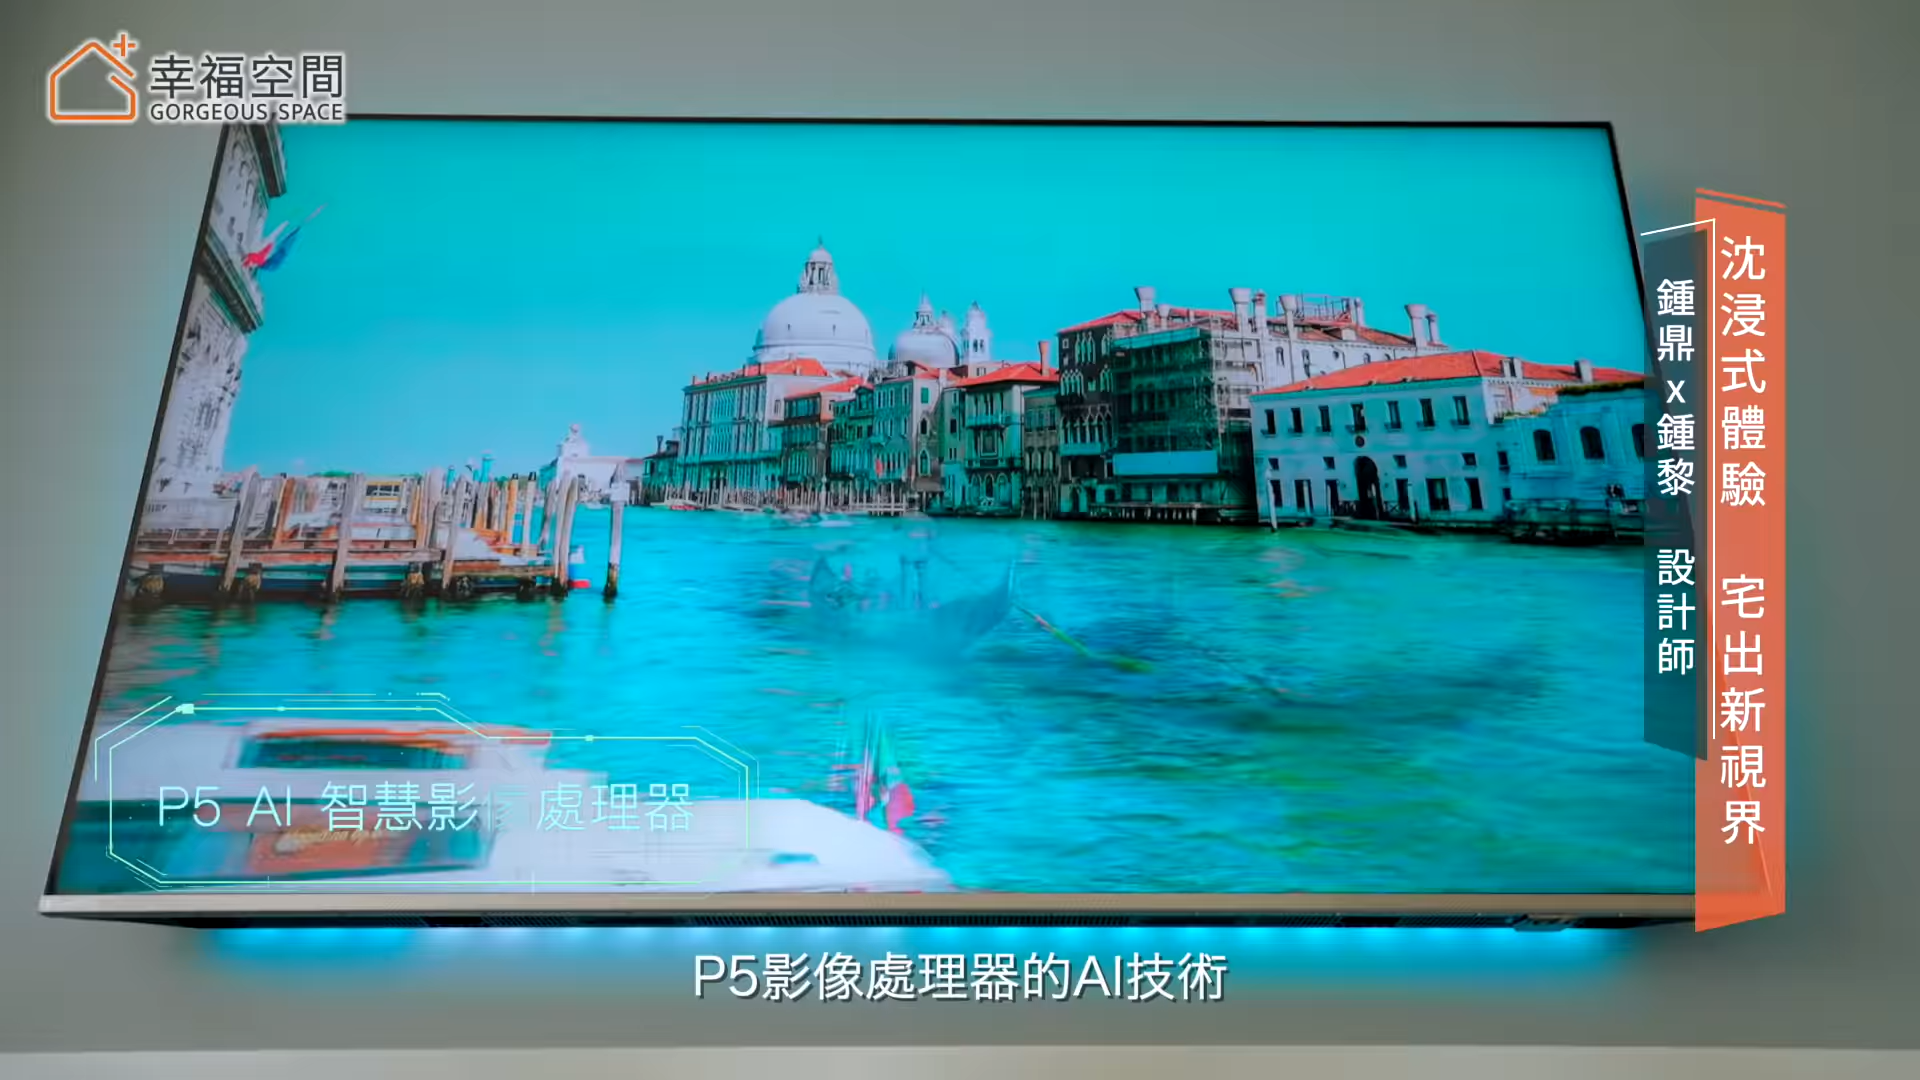 幸福空間
GORGEOUS SPACE
沈浸式體驗 宅出新視界
鍾鼎 x 鍾黎 設計師
P5 AI 智慧影像處理器
P5影像處理器的AI技術